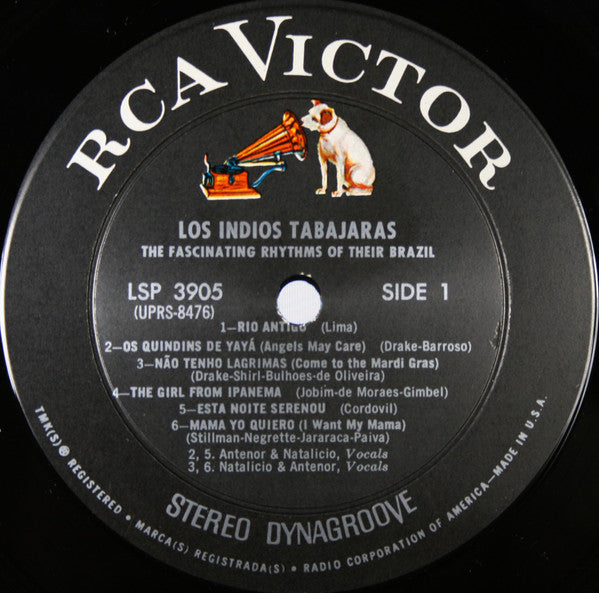 RCA VICTOR
LOS INDIOS TABAJARAS
THE FASCINATING RHYTHMS OF THEIR BRAZIL
LSP 3905 SIDE 1
(UPRS-8476)
1—RIO ANTIGO (Lima)
2—OS QUINDINS DE YAYÁ (Angels May Care) (Drake-Barroso)
3—NÃO TENHO LAGRIMAS (Come to the Mardi Gras)
(Drake-Shirl-Bulhoes-de Oliveira)
4—THE GIRL FROM IPANEMA (Jobim-de Moraes-Gimbel)
5—ESTA NOITE SERENOU (Cordovil)
6—MAMA YO QUIERO (I Want My Mama)
(Stillman-Negrette-Jararaca-Paiva)
2, 5. Antenor & Natalicio, Vocals
3, 6. Natalicio & Antenor, Vocals
STEREO DYNAGROOVE
TMK(S) ® REGISTERED • MARCA(S) REGISTRADA(S) • RADIO CORPORATION OF AMERICA—MADE IN U.S.A.